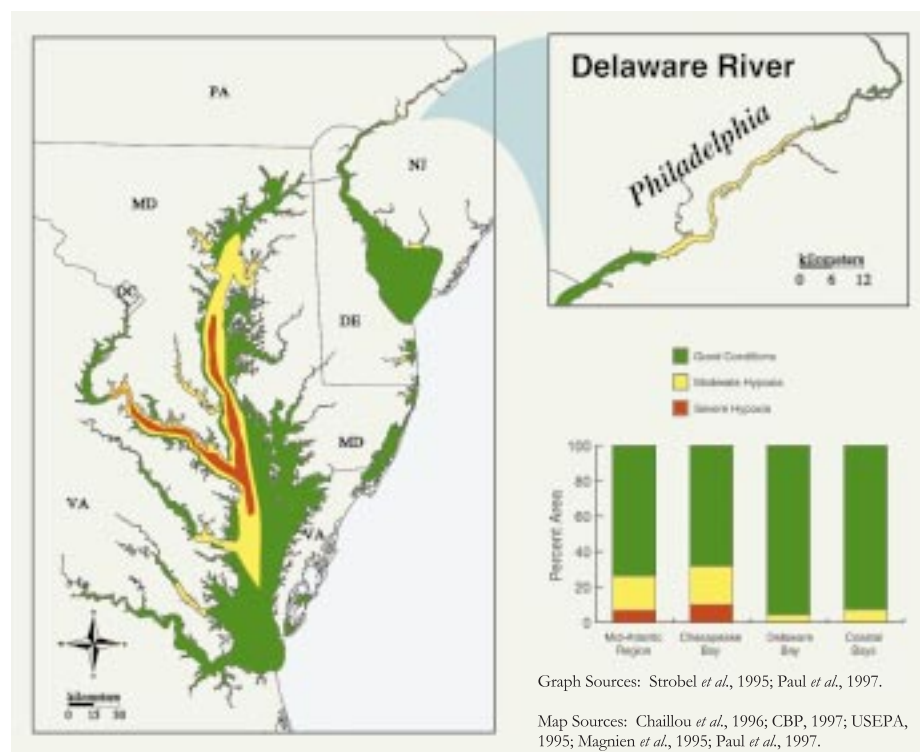 PA
MD
NJ
DC
DE
MD
VA
VA
kilometers
0 15 30
Delaware River
Philadelphia
kilometers
0 6 12
Good Conditions
Moderate Hypoxia
Severe Hypoxia
Percent Area
100
80
60
40
20
0
Mid-Atlantic
Region
Chesapeake
Bay
Delaware
Bay
Coastal
Bays
Graph Sources: Strobel et al., 1995; Paul et al., 1997.
Map Sources: Chaillou et al., 1996; CBP, 1997; USEPA,
1995; Magnien et al., 1995; Paul et al., 1997.